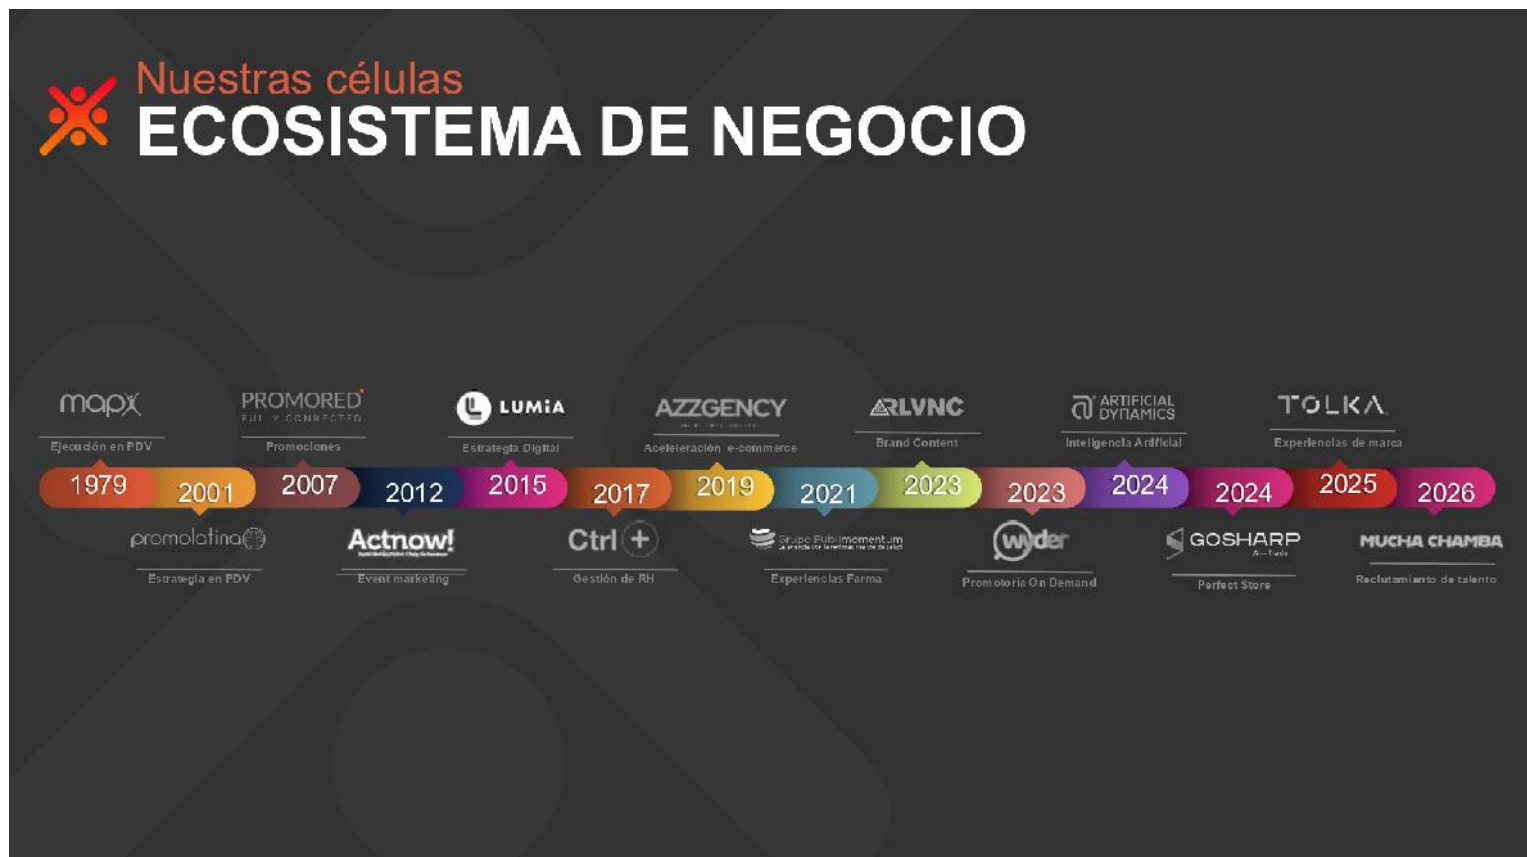 Nuestras células
ECOSISTEMA DE NEGOCIO
mapx
Ejecución en PDV
1979
2001
promolatina
Estrategia en PDV
PROMORED
FULLY CONNECTED
Promociones
2007
2012
Actnow!
Event marketing
LUMiA
Estrategia Digital
2015
2017
Ctrl +
Gestión de RH
AZZGENCY
Aceleleración e-commerce
2019
2021
Grupo Publimomentum
Experiencias Farma
RLVNC
Brand Content
2023
2023
wyder
Promotoria On Demand
ARTIFICIAL
DYNAMICS
Inteligencia Artificial
2024
2024
GOSHARP
Perfect Store
TOLKA
Experiencias de marca
2025
2026
MUCHA CHAMBA
Reclutamiento de talento